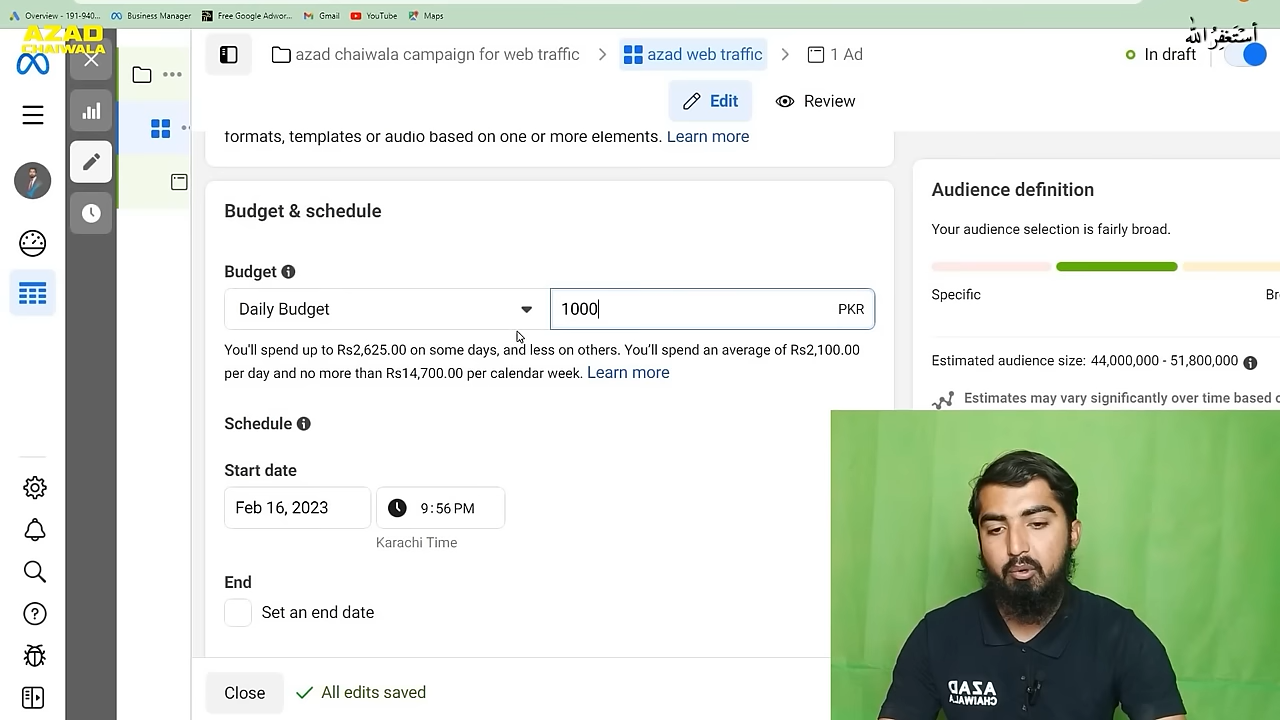 Overview - 191-940...
Business Manager
Free Google Adwor...
Gmail
YouTube
Maps
AZAD
CHAIWALA
أستغفر الله
azad chaiwala campaign for web traffic
azad web traffic
1 Ad
In draft
Edit
Review
formats, templates or audio based on one or more elements. Learn more
Budget & schedule
Budget
Daily Budget
1000
PKR
You'll spend up to Rs2,625.00 on some days, and less on others. You'll spend an average of Rs2,100.00
per day and no more than Rs14,700.00 per calendar week. Learn more
Schedule
Start date
Feb 16, 2023
9:56 PM
Karachi Time
End
Set an end date
Close
All edits saved
Audience definition
Your audience selection is fairly broad.
Specific
Br
Estimated audience size: 44,000,000 - 51,800,000
Estimates may vary significantly over time based o
AZAD
CHAIWALA